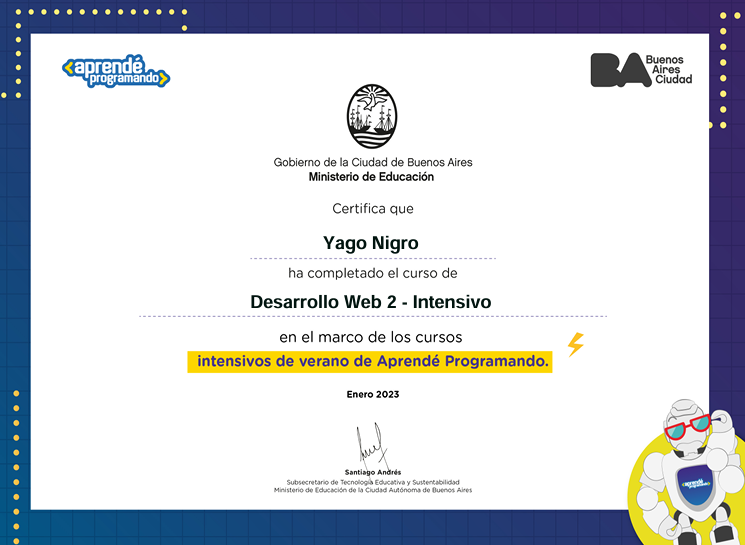 <aprendé
programando>
BA Buenos
Aires
Ciudad
Gobierno de la Ciudad de Buenos Aires
Ministerio de Educación
Certifica que
Yago Nigro
ha completado el curso de
Desarrollo Web 2 - Intensivo
en el marco de los cursos
intensivos de verano de Aprendé Programando.
Enero 2023
Santiago Andrés
Subsecretario de Tecnología Educativa y Sustentabilidad
Ministerio de Educación de la Ciudad Autónoma de Buenos Aires
<aprendé
programando>